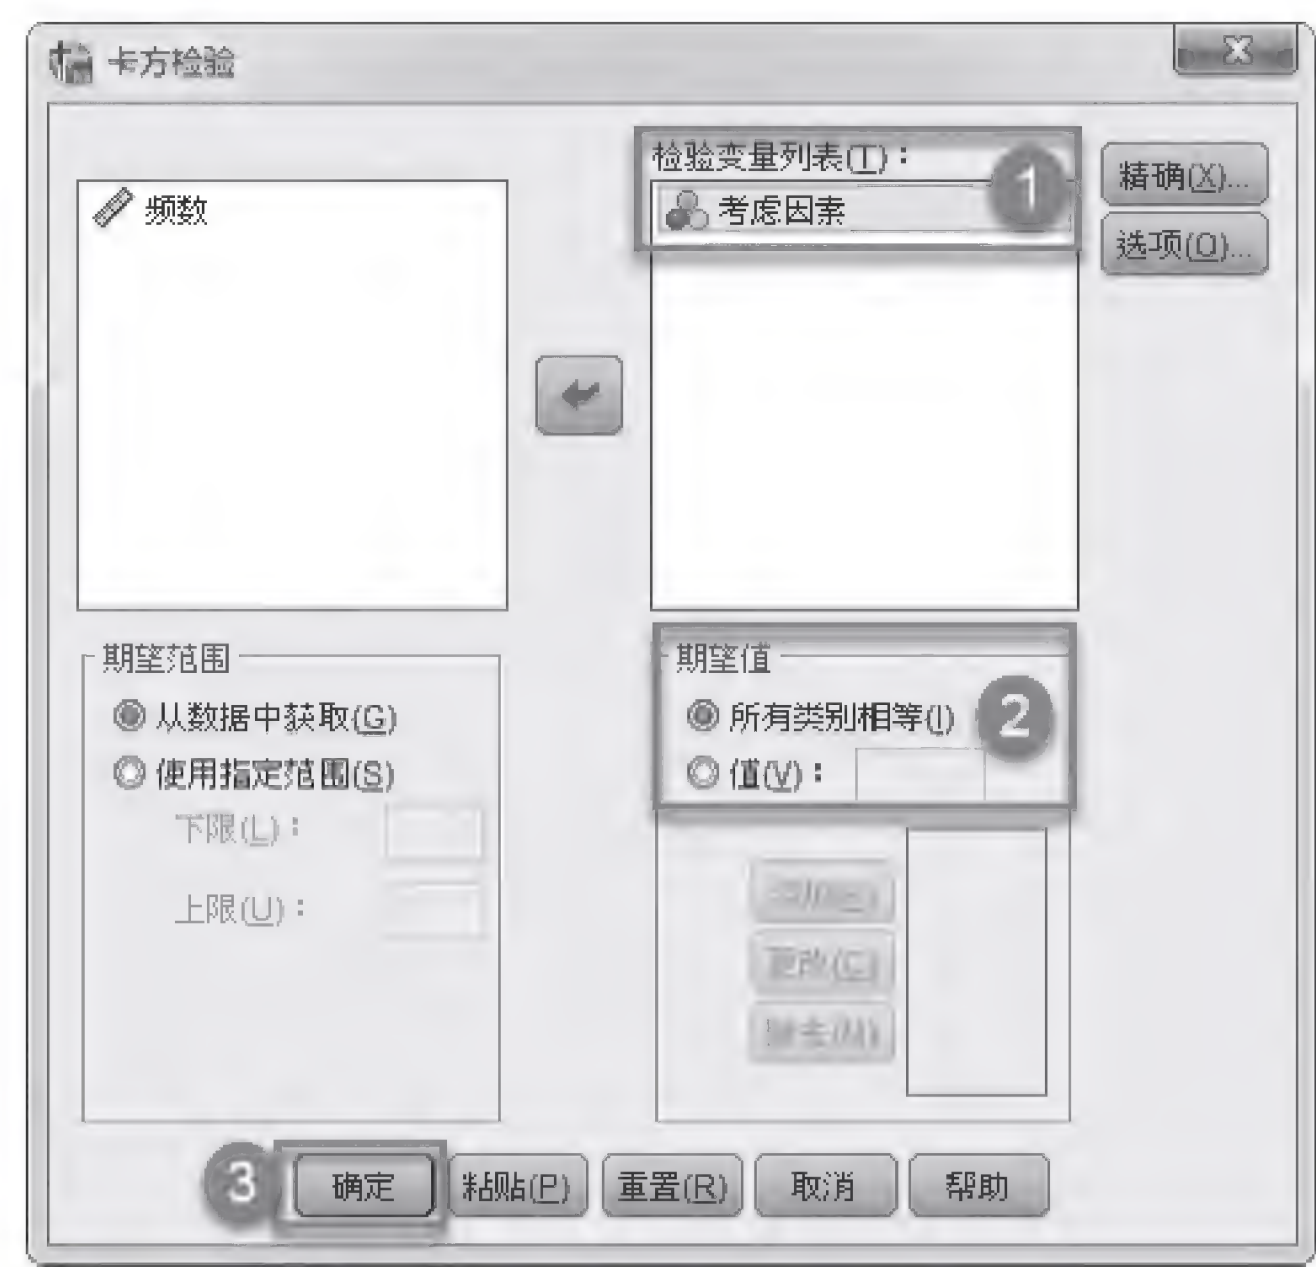 卡方检验
检验变量列表(T)：
1
精确(X)...
频数
考虑因素
选项(O)...
期望范围
期望值
从数据中获取(G)
所有类别相等(I)
2
使用指定范围(S)
值(V)：
下限(L)：
上限(U)：
更改(C)
3
确定
粘贴(P)
重置(R)
取消
帮助